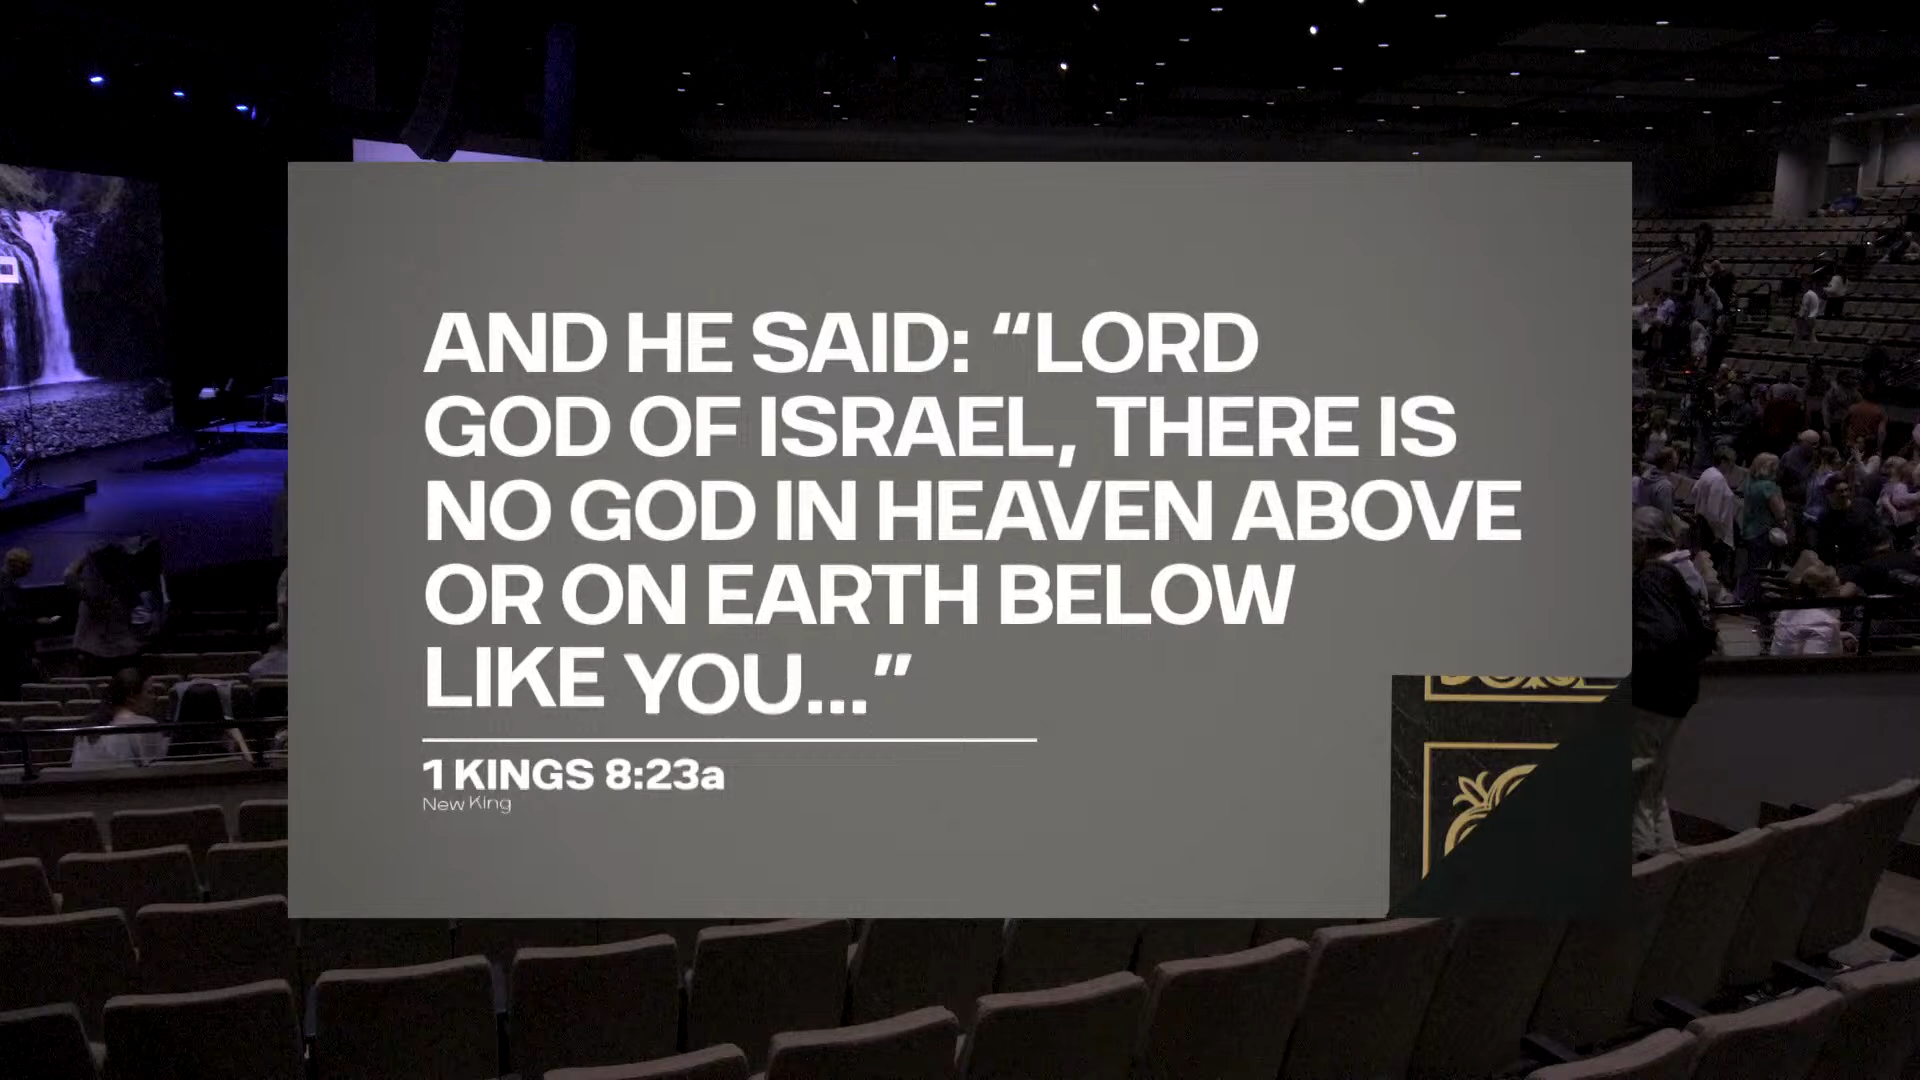 AND HE SAID: “LORD
GOD OF ISRAEL, THERE IS
NO GOD IN HEAVEN ABOVE
OR ON EARTH BELOW
LIKE YOU...”
1 KINGS 8:23a
New King